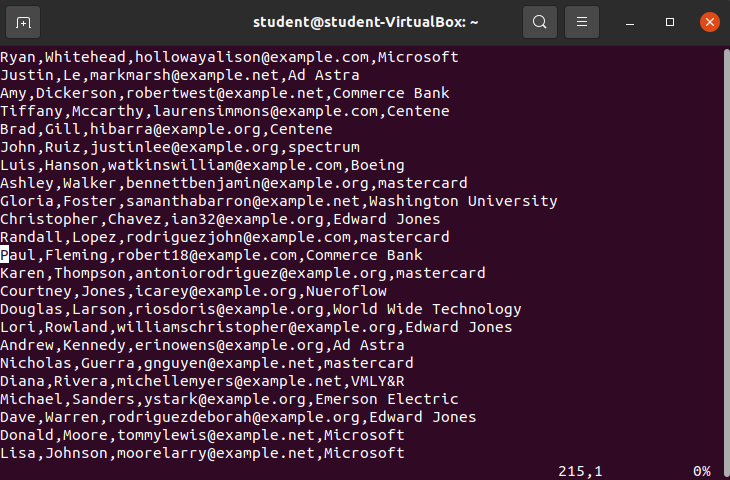 student@student-VirtualBox: ~
Ryan,Whitehead,hollowayalison@example.com,Microsoft
Justin,Le,markmarsh@example.net,Ad Astra
Amy,Dickerson,robertwest@example.net,Commerce Bank
Tiffany,Mccarthy,laurensimmons@example.com,Centene
Brad,Gill,hibarra@example.org,Centene
John,Ruiz,justinlee@example.org,spectrum
Luis,Hanson,watkinswilliam@example.com,Boeing
Ashley,Walker,bennettbenjamin@example.org,mastercard
Gloria,Foster,samanthabarron@example.net,Washington University
Christopher,Chavez,ian32@example.org,Edward Jones
Randall,Lopez,rodriguezjohn@example.com,mastercard
Paul,Fleming,robert18@example.com,Commerce Bank
Karen,Thompson,antoniorodriguez@example.com,mastercard
Courtney,Jones,icarey@example.org,Nueroflow
Douglas,Larson,riosdoris@example.org,World Wide Technology
Lori,Rowland,williamschristopher@example.org,Edward Jones
Andrew,Kennedy,erinowens@example.org,Ad Astra
Nicholas,Guerra,gnguyen@example.net,mastercard
Diana,Rivera,michellemyers@example.net,VMLY&R
Michael,Sanders,ystark@example.org,Emerson Electric
Dave,Warren,rodriguezdeborah@example.org,Edward Jones
Donald,Moore,tommylewis@example.net,Microsoft
Lisa,Johnson,moorelarry@example.net,Microsoft
215,1 0%